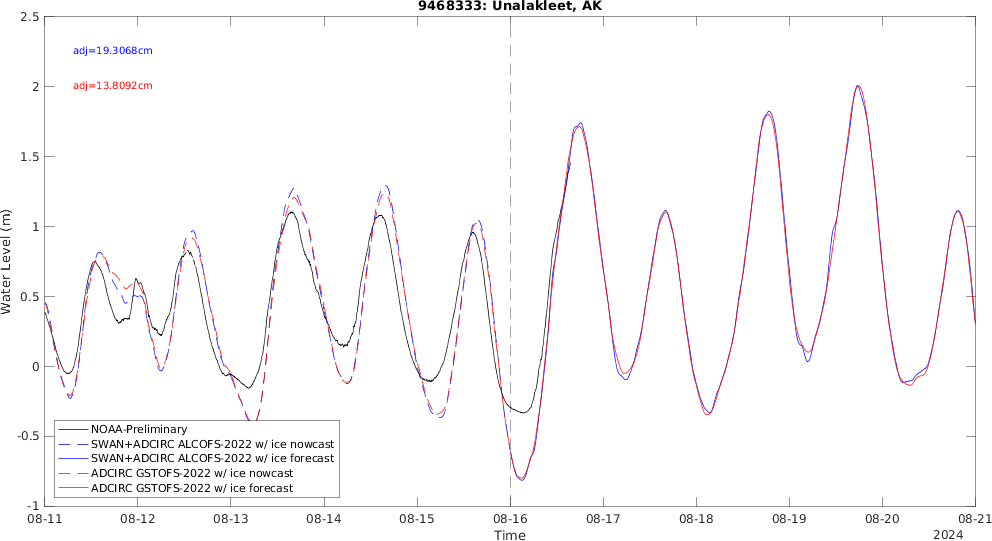 9468333: Unalakleet, AK
2.5
adj=19.3068cm
2
adj=13.8092cm
1.5
1
Water Level (m)
0.5
0
-0.5
-1
NOAA-Preliminary
SWAN+ADCIRC ALCOFS-2022 w/ ice nowcast
SWAN+ADCIRC ALCOFS-2022 w/ ice forecast
ADCIRC GSTOFS-2022 w/ ice nowcast
ADCIRC GSTOFS-2022 w/ ice forecast
08-11 08-12 08-13 08-14 08-15 08-16 08-17 08-18 08-19 08-20 08-21
Time
2024